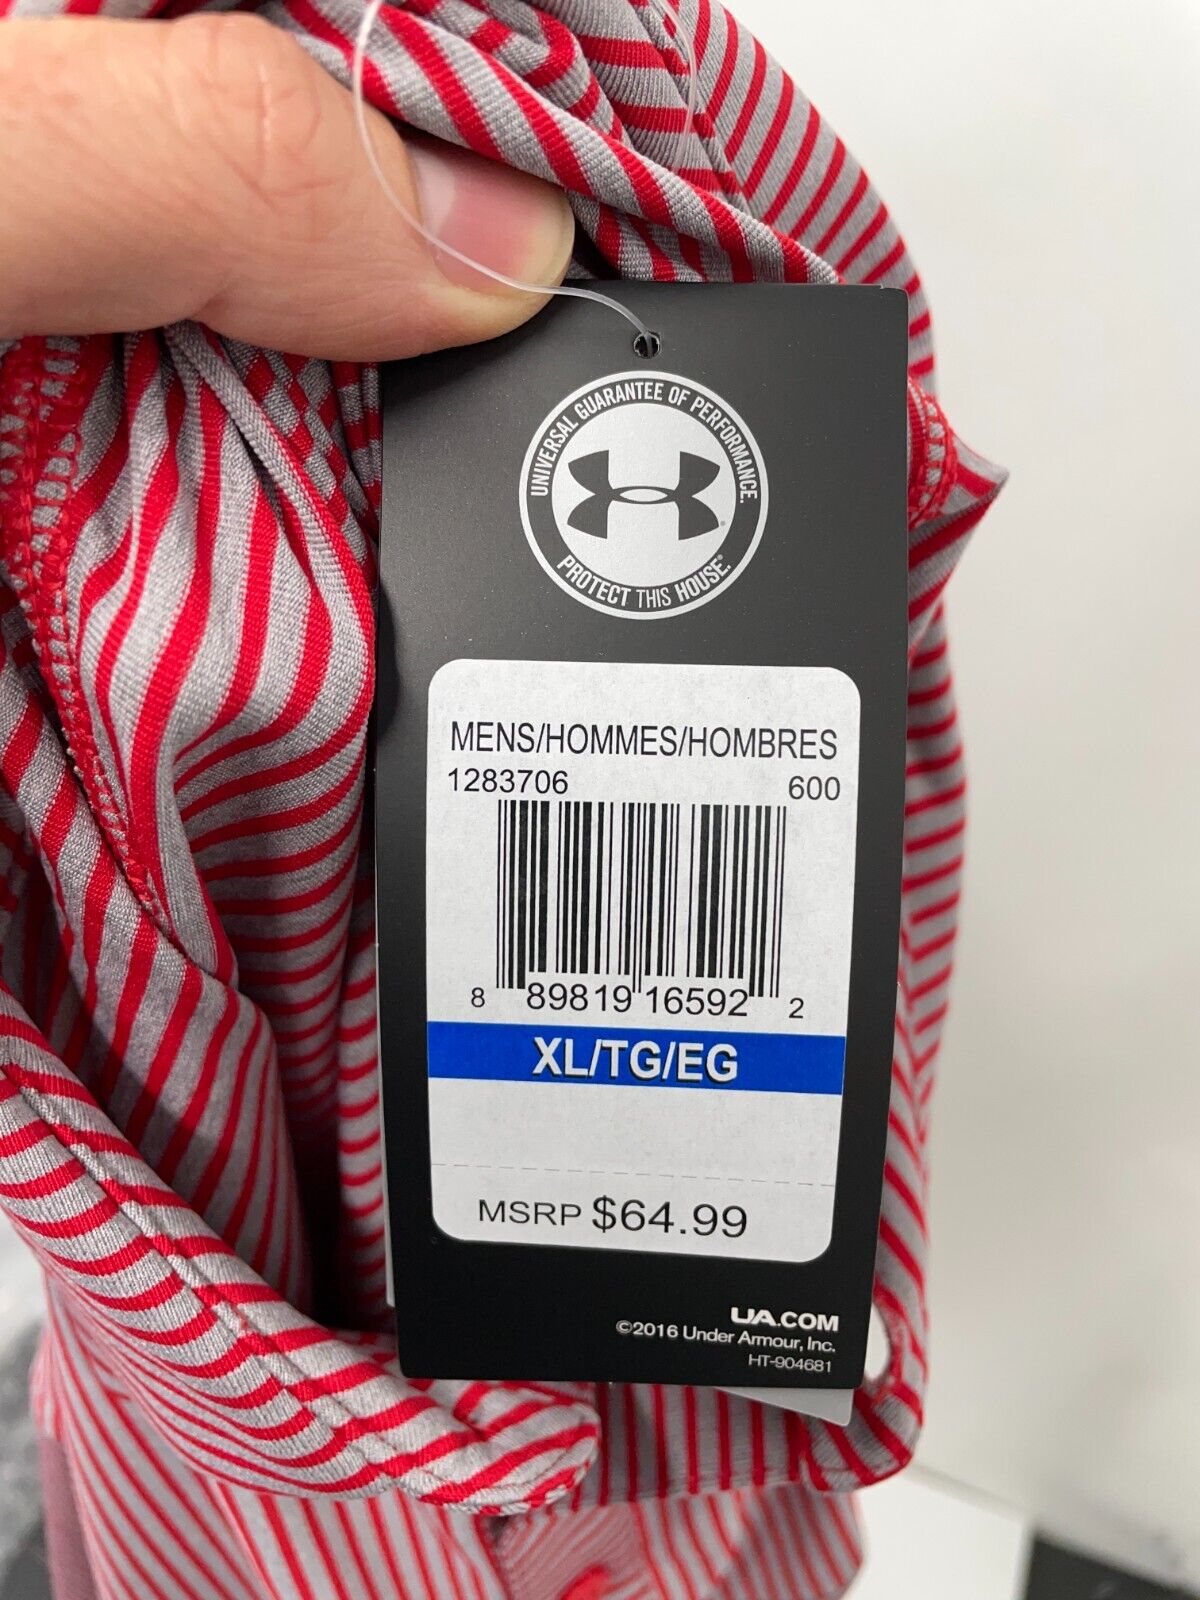 UNIVERSAL GUARANTEE OF PERFORMANCE.
PROTECT THIS HOUSE.®
MENS/HOMMES/HOMBRES
1283706 600
8 89819 16592 2
XL/TG/EG
MSRP $64.99
UA.COM
©2016 Under Armour, Inc.
HT-904681